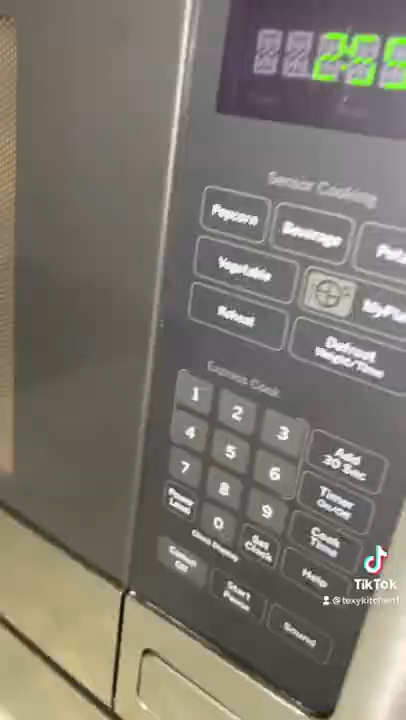 Sensor Cooking
Popcorn
Beverage
Vegetable
Reheat
Defrost
Weight/Time
Express Cook
1
2
3
4
5
6
7
8
9
0
Add
30 Sec
Timer
On/Off
Power
Level
Set
Clock
Cook
Time
Cancel
Off
Start
Pause
Help
Sound
TikTok